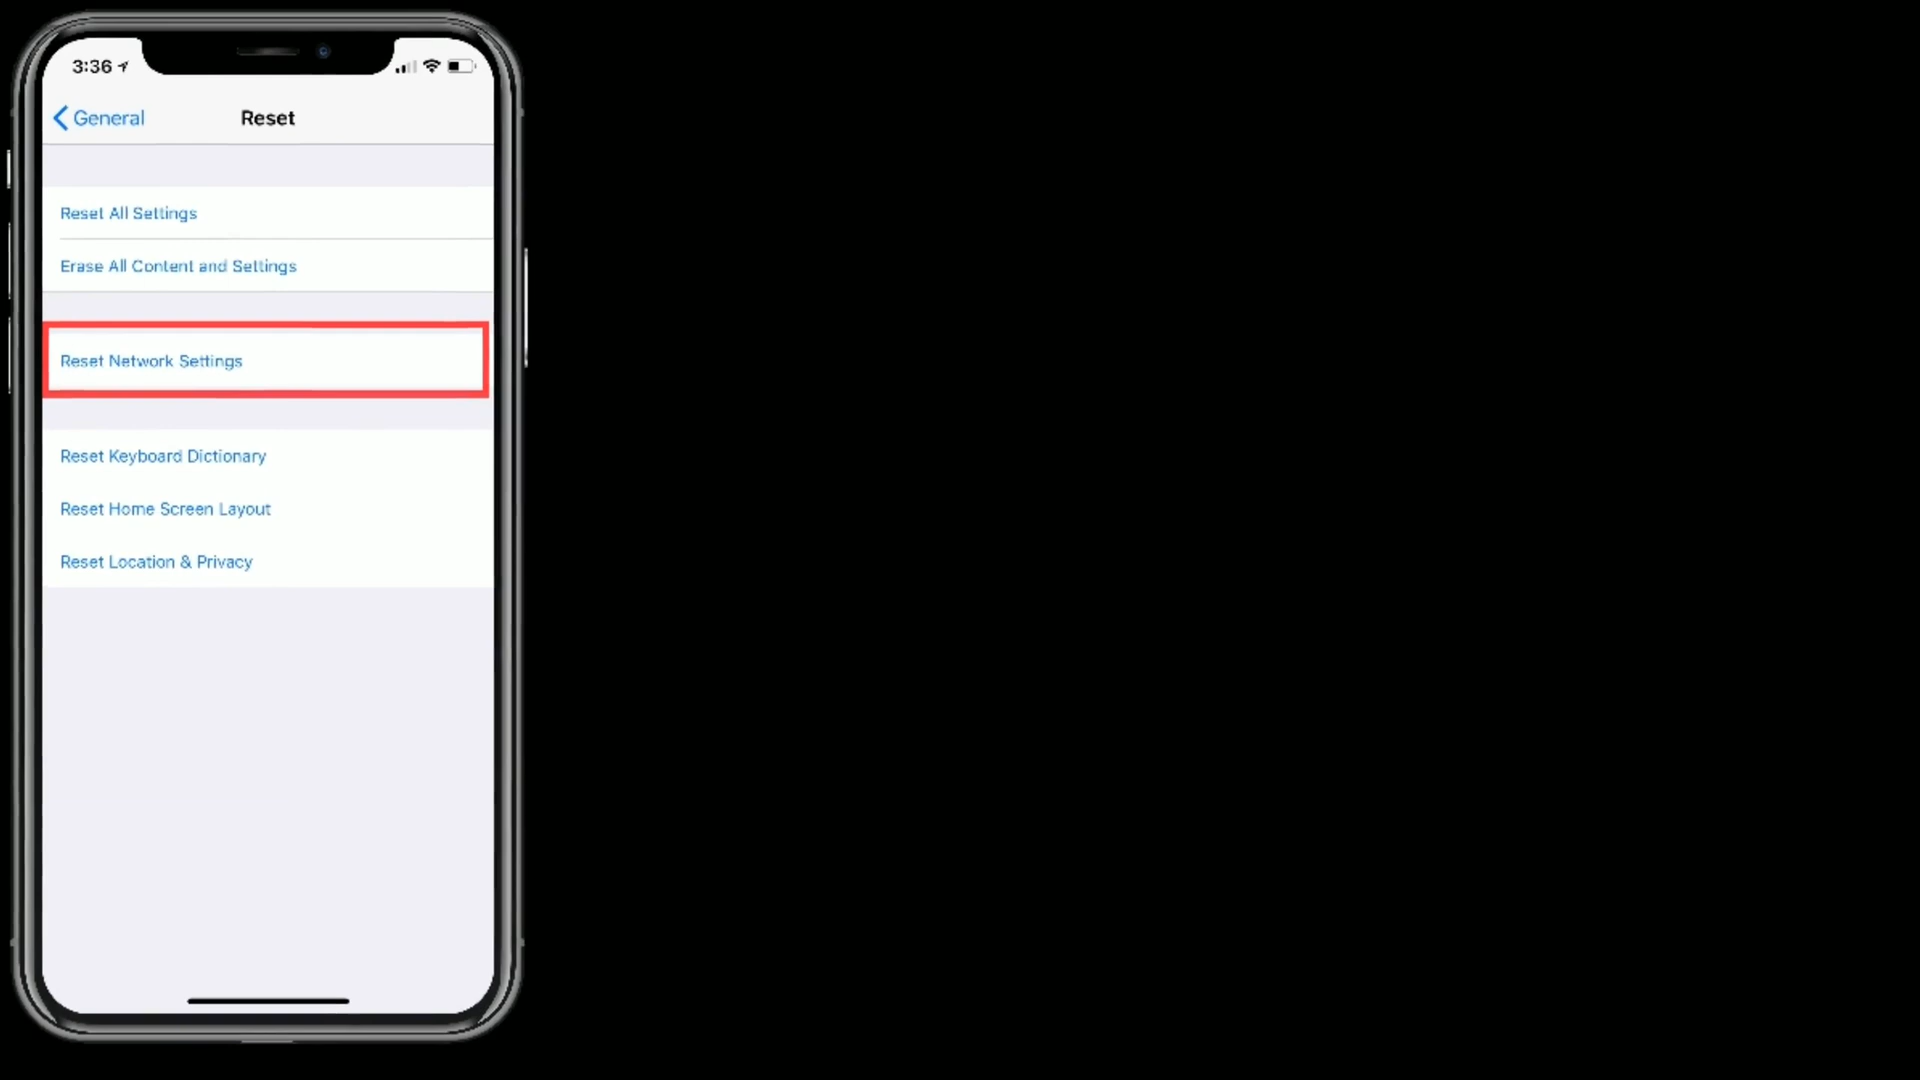 3:36
General
Reset
Reset All Settings
Erase All Content and Settings
Reset Network Settings
Reset Keyboard Dictionary
Reset Home Screen Layout
Reset Location & Privacy